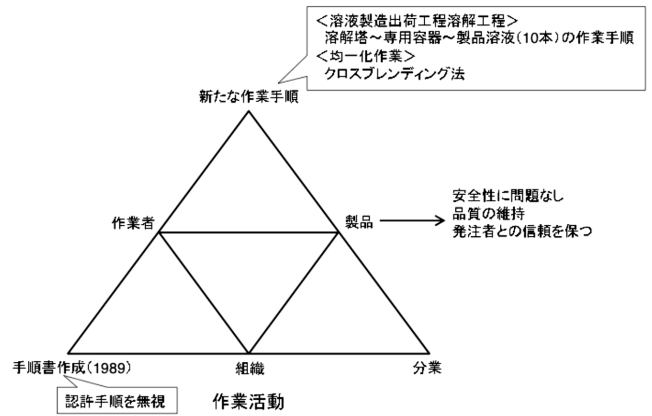 ＜溶液製造出荷工程溶解工程＞
溶解塔～専用容器～製品溶液（10本）の作業手順
＜均一化作業＞
クロスブレンディング法
新たな作業手順
作業者
製品
安全性に問題なし
品質の維持
発注者との信頼を保つ
手順書作成（1989）
組織
分業
認許手順を無視
作業活動